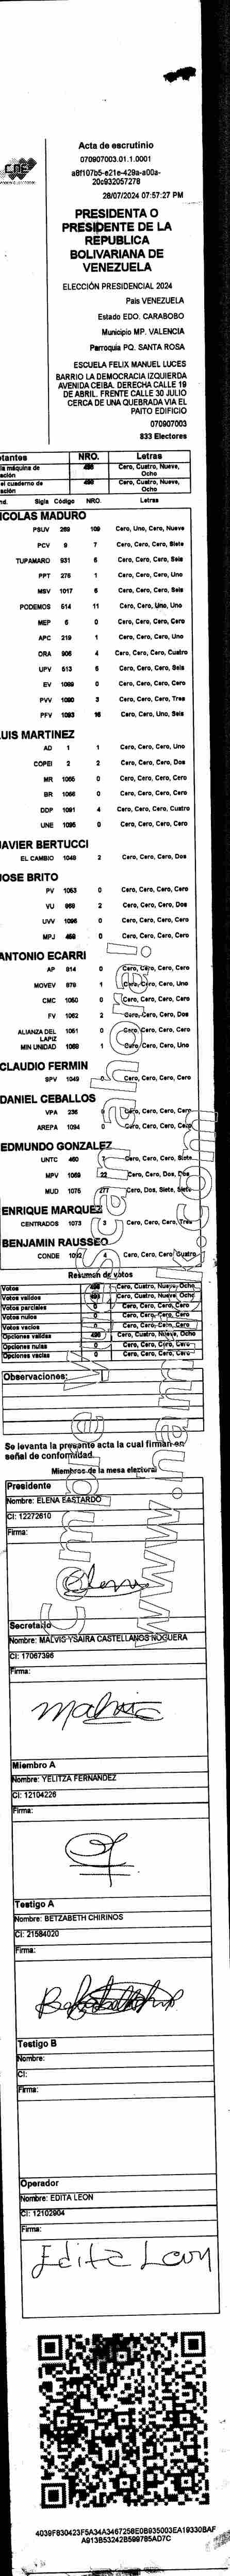 CNE
Acta de escrutinio
070907003.01.1.0001
a8f107b5-e21e-429a-a00a-
20c932057278
28/07/2024 07:57:27 PM
PRESIDENTA O
PRESIDENTE DE LA
REPUBLICA
BOLIVARIANA DE
VENEZUELA
ELECCIÓN PRESIDENCIAL 2024
País VENEZUELA
Estado EDO. CARABOBO
Municipio MP. VALENCIA
Parroquia PQ. SANTA ROSA
ESCUELA FELIX MANUEL LUCES
BARRIO LA DEMOCRACIA IZQUIERDA
AVENIDA CEIBA. DERECHA CALLE 19
DE ABRIL. FRENTE CALLE 30 JULIO
CERCA DE UNA QUEBRADA VIA EL
PAITO EDIFICIO
070907003
833 Electores
otantes NRO. Letras
la máquina de
ación 498 Cero, Cuatro, Nueve,
Ocho
el cuaderno de
ación 498 Cero, Cuatro, Nueve,
Ocho
nd. Sigla Código NRO. Letras
ICOLAS MADURO
PSUV 269 109 Cero, Uno, Cero, Nueve
PCV 9 7 Cero, Cero, Cero, Siete
TUPAMARO 931 6 Cero, Cero, Cero, Seis
PPT 276 1 Cero, Cero, Cero, Uno
MSV 1017 6 Cero, Cero, Cero, Seis
PODEMOS 514 11 Cero, Cero, Uno, Uno
MEP 6 0 Cero, Cero, Cero, Cero
APC 219 1 Cero, Cero, Cero, Uno
ORA 906 4 Cero, Cero, Cero, Cuatro
UPV 513 6 Cero, Cero, Cero, Seis
EV 1089 0 Cero, Cero, Cero, Cero
PVV 1090 3 Cero, Cero, Cero, Tres
PFV 1093 16 Cero, Cero, Uno, Seis
UIS MARTINEZ
AD 1 1 Cero, Cero, Cero, Uno
COPEI 2 2 Cero, Cero, Cero, Dos
MR 1065 0 Cero, Cero, Cero, Cero
BR 1066 0 Cero, Cero, Cero, Cero
DDP 1091 4 Cero, Cero, Cero, Cuatro
UNE 1095 0 Cero, Cero, Cero, Cero
AVIER BERTUCCI
EL CAMBIO 1048 2 Cero, Cero, Cero, Dos
OSE BRITO
PV 1053 0 Cero, Cero, Cero, Cero
VU 969 2 Cero, Cero, Cero, Dos
UVV 1096 0 Cero, Cero, Cero, Cero
MPJ 0 Cero, Cero, Cero, Cero
ANTONIO ECARRI
AP 914 0 Cero, Cero, Cero, Cero
MOVEV 979 1 Cero, Cero, Cero, Uno
CMC 1050 0 Cero, Cero, Cero, Cero
FV 1062 2 Cero, Cero, Cero, Dos
ALIANZA DEL
LAPIZ 1061 0 Cero, Cero, Cero, Cero
MIN UNIDAD 1069 1 Cero, Cero, Cero, Uno
CLAUDIO FERMIN
SPV 1049 0 Cero, Cero, Cero, Cero
DANIEL CEBALLOS
VPA 236 0 Cero, Cero, Cero, Cero
AREPA 1094 0 Cero, Cero, Cero, Cero
EDMUNDO GONZALEZ
UNTC 460 7 Cero, Cero, Cero, Siete
MPV 1069 22 Cero, Cero, Dos, Dos
MUD 1076 277 Cero, Dos, Siete, Siete
ENRIQUE MARQUEZ
CENTRADOS 1073 3 Cero, Cero, Cero, Tres
BENJAMIN RAUSSEO
CONDE 1092 4 Cero, Cero, Cero, Cuatro
Resumen de votos
Votos 498 Cero, Cuatro, Nueve, Ocho
Votos validos 498 Cero, Cuatro, Nueve, Ocho
Votos parciales 0 Cero, Cero, Cero, Cero
Votos nulos 0 Cero, Cero, Cero, Cero
Votos vacios 0 Cero, Cero, Cero, Cero
Opciones validas 498 Cero, Cuatro, Nueve, Ocho
Opciones nulas 0 Cero, Cero, Cero, Cero
Opciones vacias 0 Cero, Cero, Cero, Cero
Observaciones:
Se levanta la presente acta la cual firman en
señal de conformidad.
Miembros de la mesa electoral
Presidente
Nombre: ELENA BASTARDO
CI: 12272610
Firma:
Elena
Secretario
Nombre: MALVIS YSAIRA CASTELLANOS NOGUERA
CI: 17067396
Firma:
Malvis
Miembro A
Nombre: YELITZA FERNANDEZ
CI: 12104226
Firma:
Testigo A
Nombre: BETZABETH CHIRINOS
CI: 21584020
Firma:
Testigo B
Nombre:
CI:
Firma:
Operador
Nombre: EDITA LEON
CI: 12102904
Firma:
Edita Leon
4039F830423F5A34A3467258E0B935003EA19330BAF
A913B53242B599785AD7C